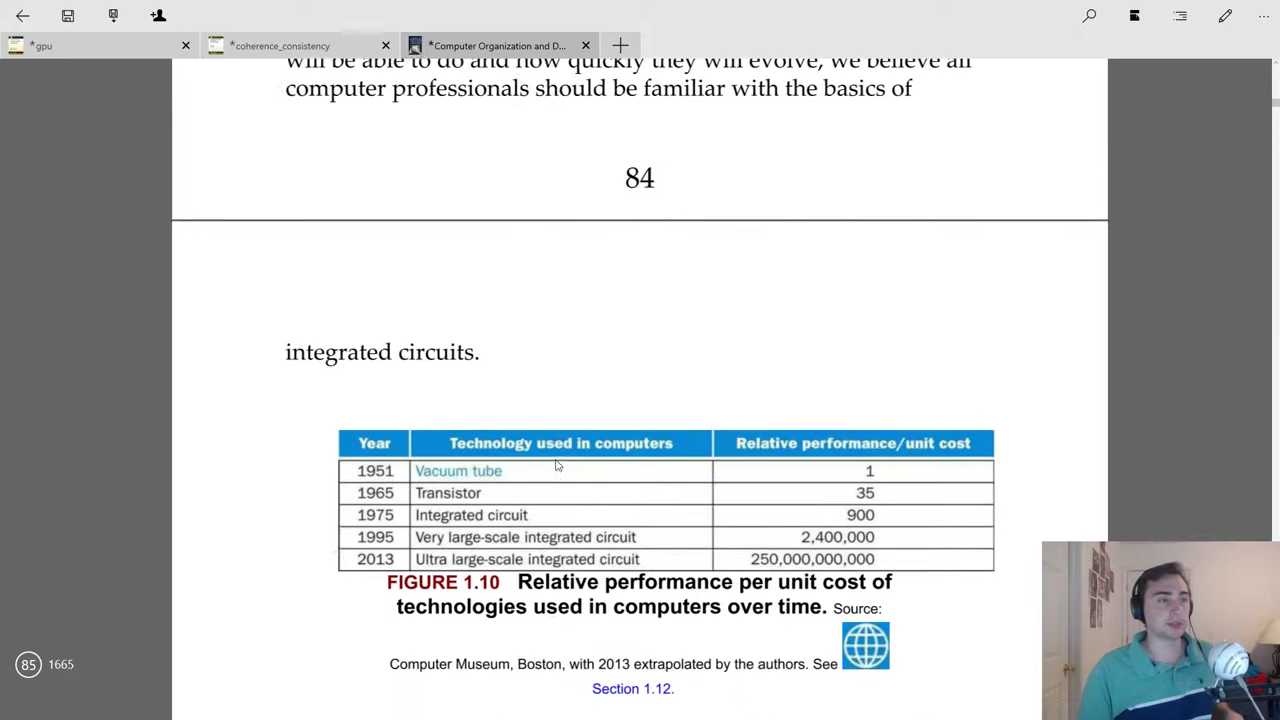 *gpu
*coherence_consistency
*Computer Organization and D...
will be able to do and how quickly they will evolve, we believe all
computer professionals should be familiar with the basics of
84
integrated circuits.
Year Technology used in computers Relative performance/unit cost
1951 Vacuum tube 1
1965 Transistor 35
1975 Integrated circuit 900
1995 Very large-scale integrated circuit 2,400,000
2013 Ultra large-scale integrated circuit 250,000,000,000
FIGURE 1.10 Relative performance per unit cost of
technologies used in computers over time. Source:
Computer Museum, Boston, with 2013 extrapolated by the authors. See
Section 1.12.
85 1665